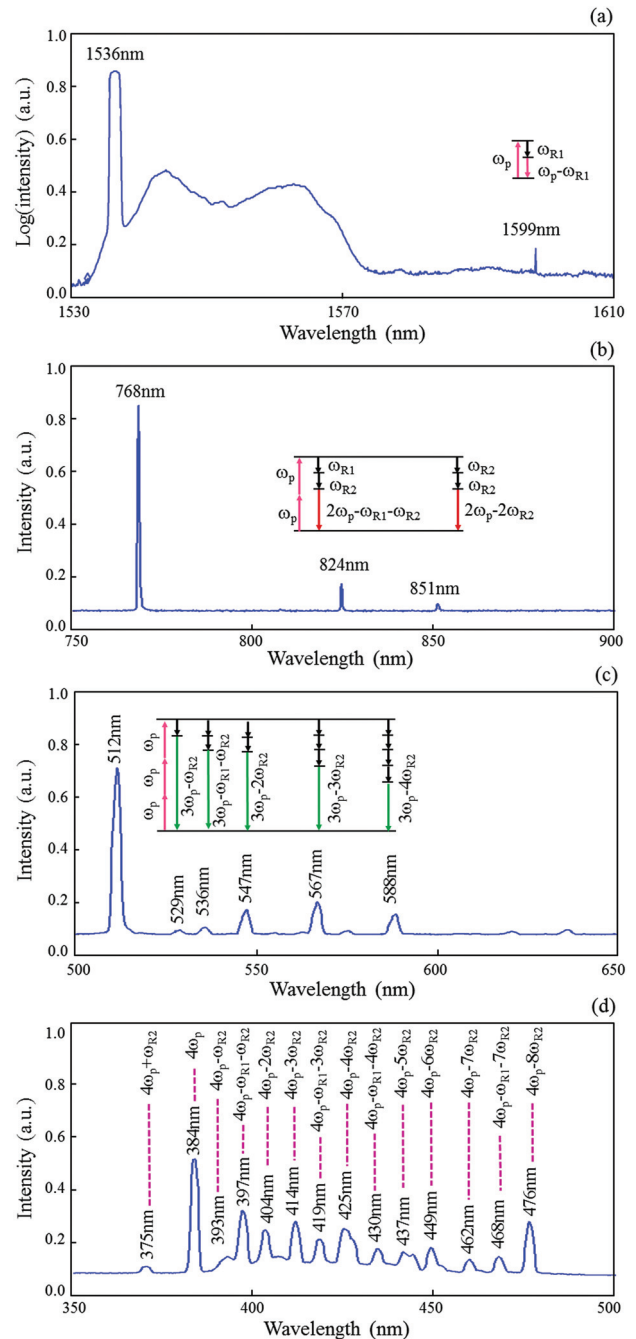 (a)
1536nm
Log(intensity) (a.u.)
1.0
0.8
0.6
0.4
0.2
0.0
ωp
ωR1
ωp-ωR1
1599nm
1530
1570
1610
Wavelength (nm)
(b)
768nm
Intensity (a.u.)
1.0
0.8
0.6
0.4
0.2
0.0
ωp
ωp
ωR1
ωR2
2ωp-ωR1-ωR2
ωR2
ωR2
2ωp-2ωR2
824nm
851nm
750
800
850
900
Wavelength (nm)
(c)
512nm
Intensity (a.u.)
1.0
0.8
0.6
0.4
0.2
0.0
ωp
ωp
ωp
3ωp-ωR2
3ωp-ωR1-ωR2
3ωp-2ωR2
3ωp-3ωR2
3ωp-4ωR2
529nm
536nm
547nm
567nm
588nm
500
550
600
650
Wavelength (nm)
(d)
Intensity (a.u.)
1.0
0.8
0.6
0.4
0.2
0.0
4ωp+ωR2
4ωp
4ωp-ωR2
4ωp-ωR1-ωR2
4ωp-2ωR2
4ωp-3ωR2
4ωp-ωR1-3ωR2
4ωp-4ωR2
4ωp-ωR1-4ωR2
4ωp-5ωR2
4ωp-6ωR2
4ωp-7ωR2
4ωp-ωR1-7ωR2
4ωp-8ωR2
375nm
384nm
393nm
397nm
404nm
414nm
419nm
425nm
430nm
437nm
449nm
462nm
468nm
476nm
350
400
450
500
Wavelength (nm)